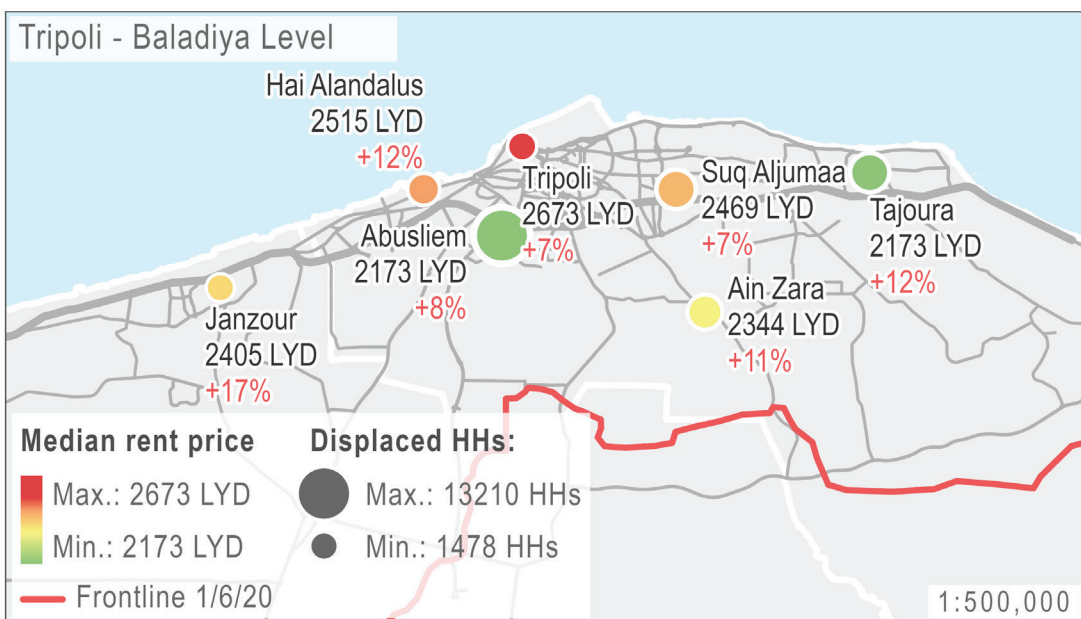 Tripoli - Baladiya Level
Hai Alandalus
2515 LYD
+12%
Tripoli
2673 LYD
+7%
Suq Aljumaa
2469 LYD
+7%
Tajoura
2173 LYD
+12%
Abusliem
2173 LYD
+8%
Ain Zara
2344 LYD
+11%
Janzour
2405 LYD
+17%
Median rent price
Max.: 2673 LYD
Min.: 2173 LYD
Displaced HHs:
Max.: 13210 HHs
Min.: 1478 HHs
Frontline 1/6/20
1:500,000